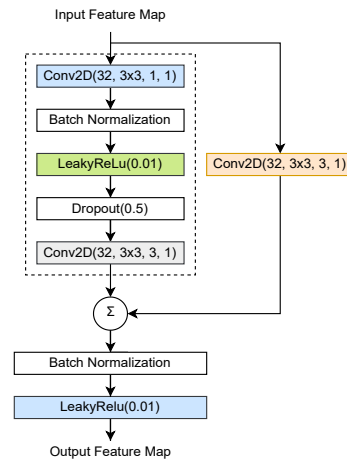 Input Feature Map
Conv2D(32, 3x3, 1, 1)
Batch Normalization
LeakyReLu(0.01)
Conv2D(32, 3x3, 3, 1)
Dropout(0.5)
Conv2D(32, 3x3, 3, 1)
Σ
Batch Normalization
LeakyRelu(0.01)
Output Feature Map